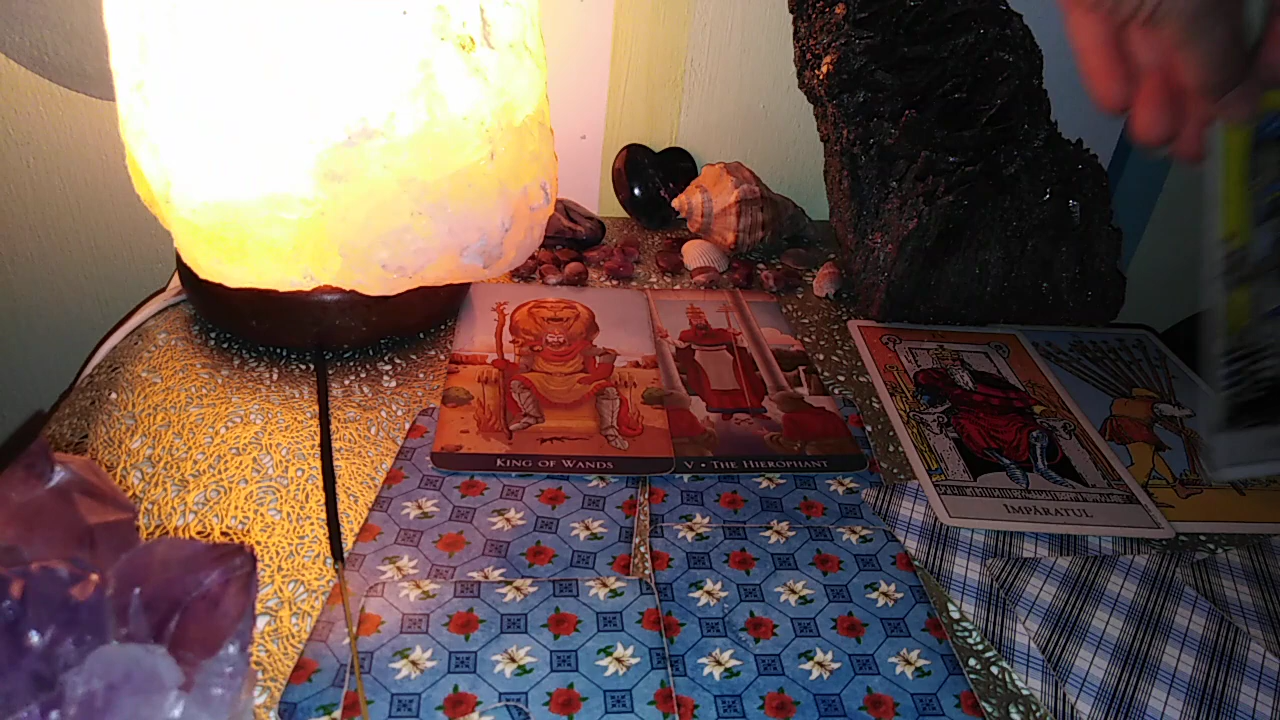 KING OF WANDS
V • THE HIEROPHANT
ÎMPĂRATUL